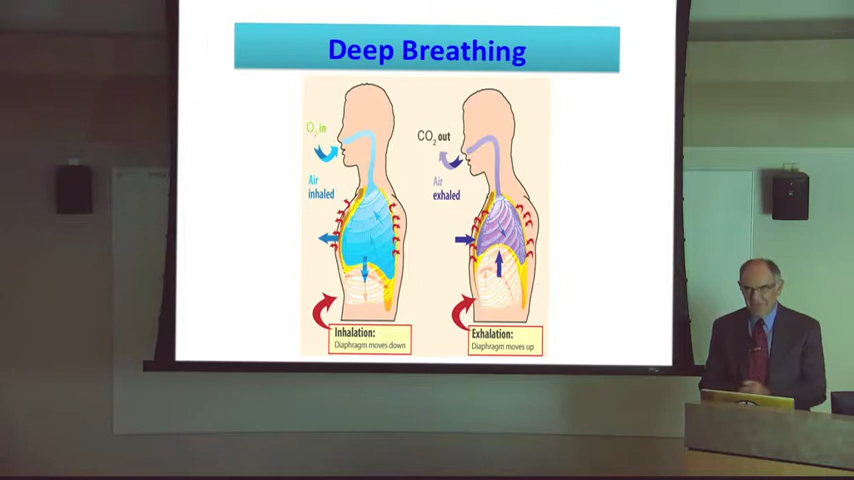 Deep Breathing
O2 in
Air
inhaled
Inhalation:
Diaphragm moves down
CO2 out
Air
exhaled
Exhalation:
Diaphragm moves up